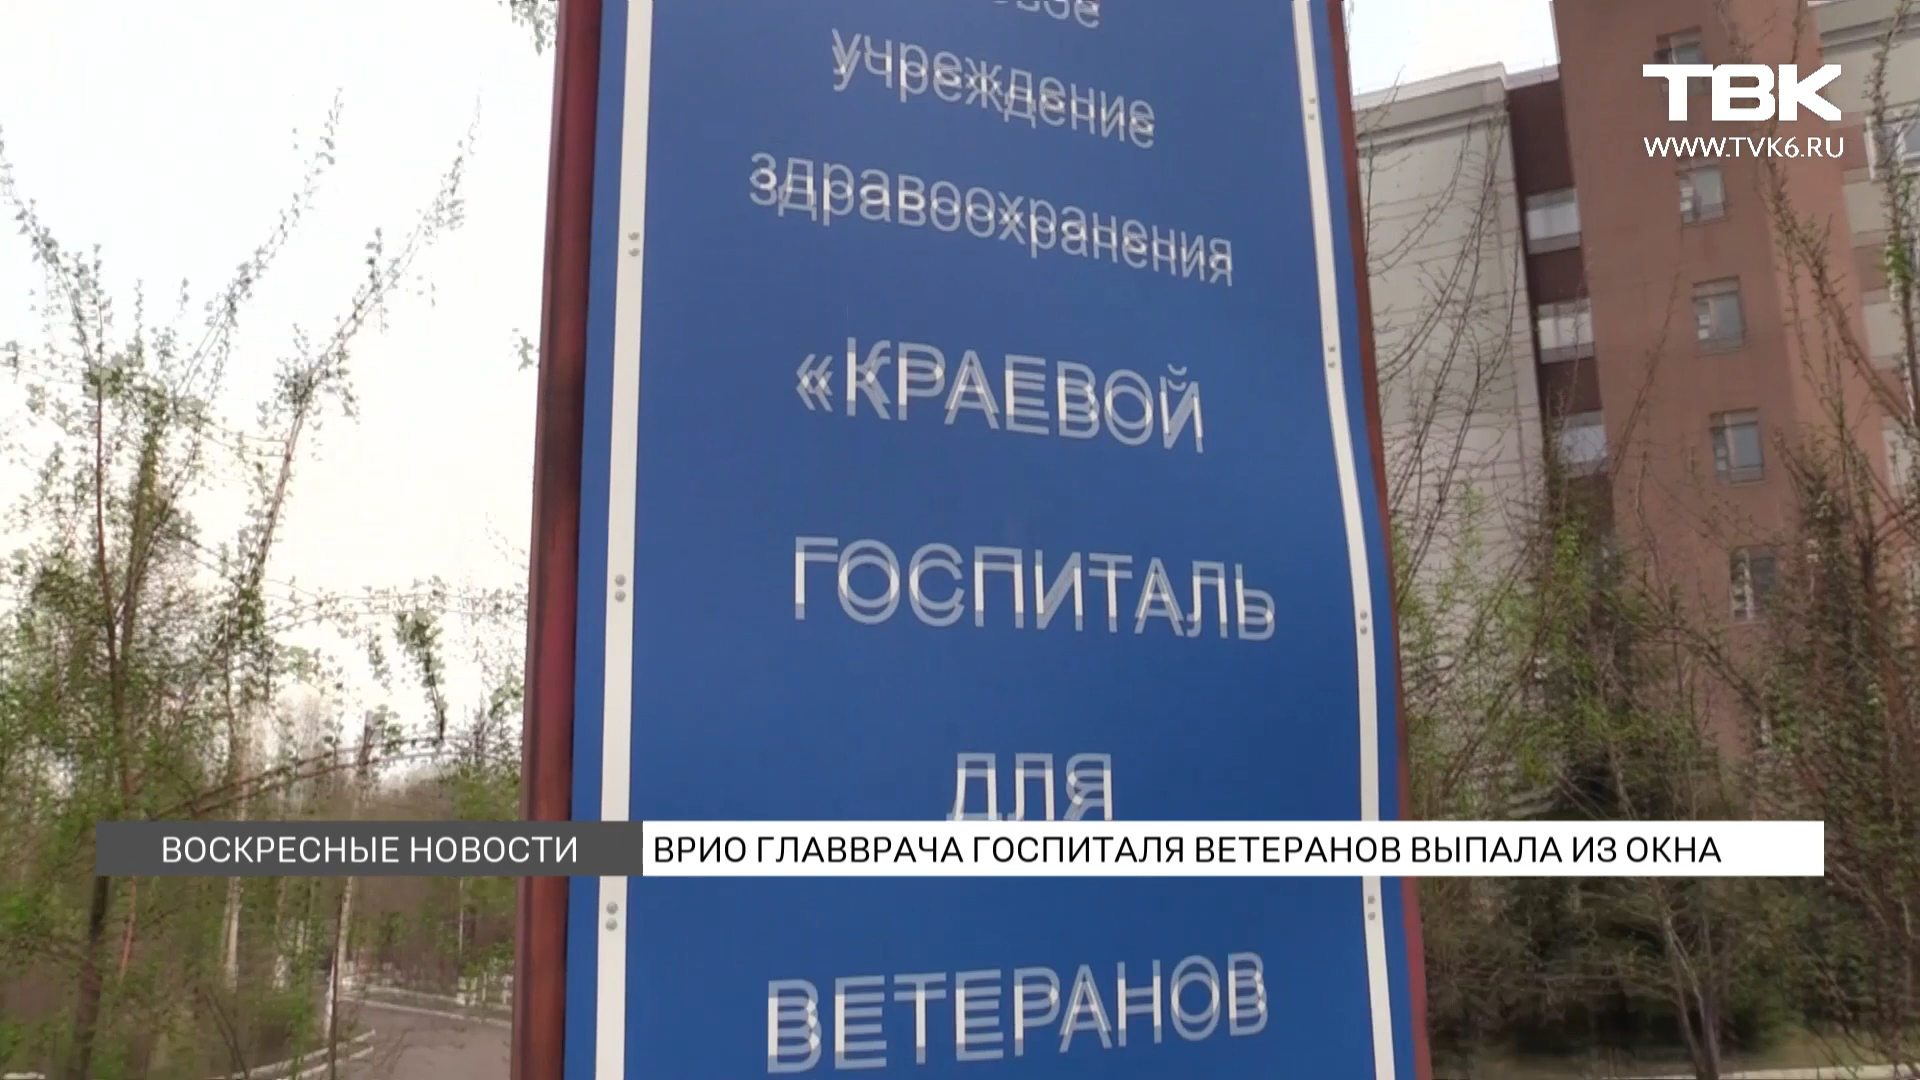 учреждение
здравоохранения
«КРАЕВОЙ
ГОСПИТАЛЬ
ДЛЯ
ВЕТЕРАНОВ
ТВК
WWW.TVK6.RU
ВОСКРЕСНЫЕ НОВОСТИ
ВРИО ГЛАВВРАЧА ГОСПИТАЛЯ ВЕТЕРАНОВ ВЫПАЛА ИЗ ОКНА